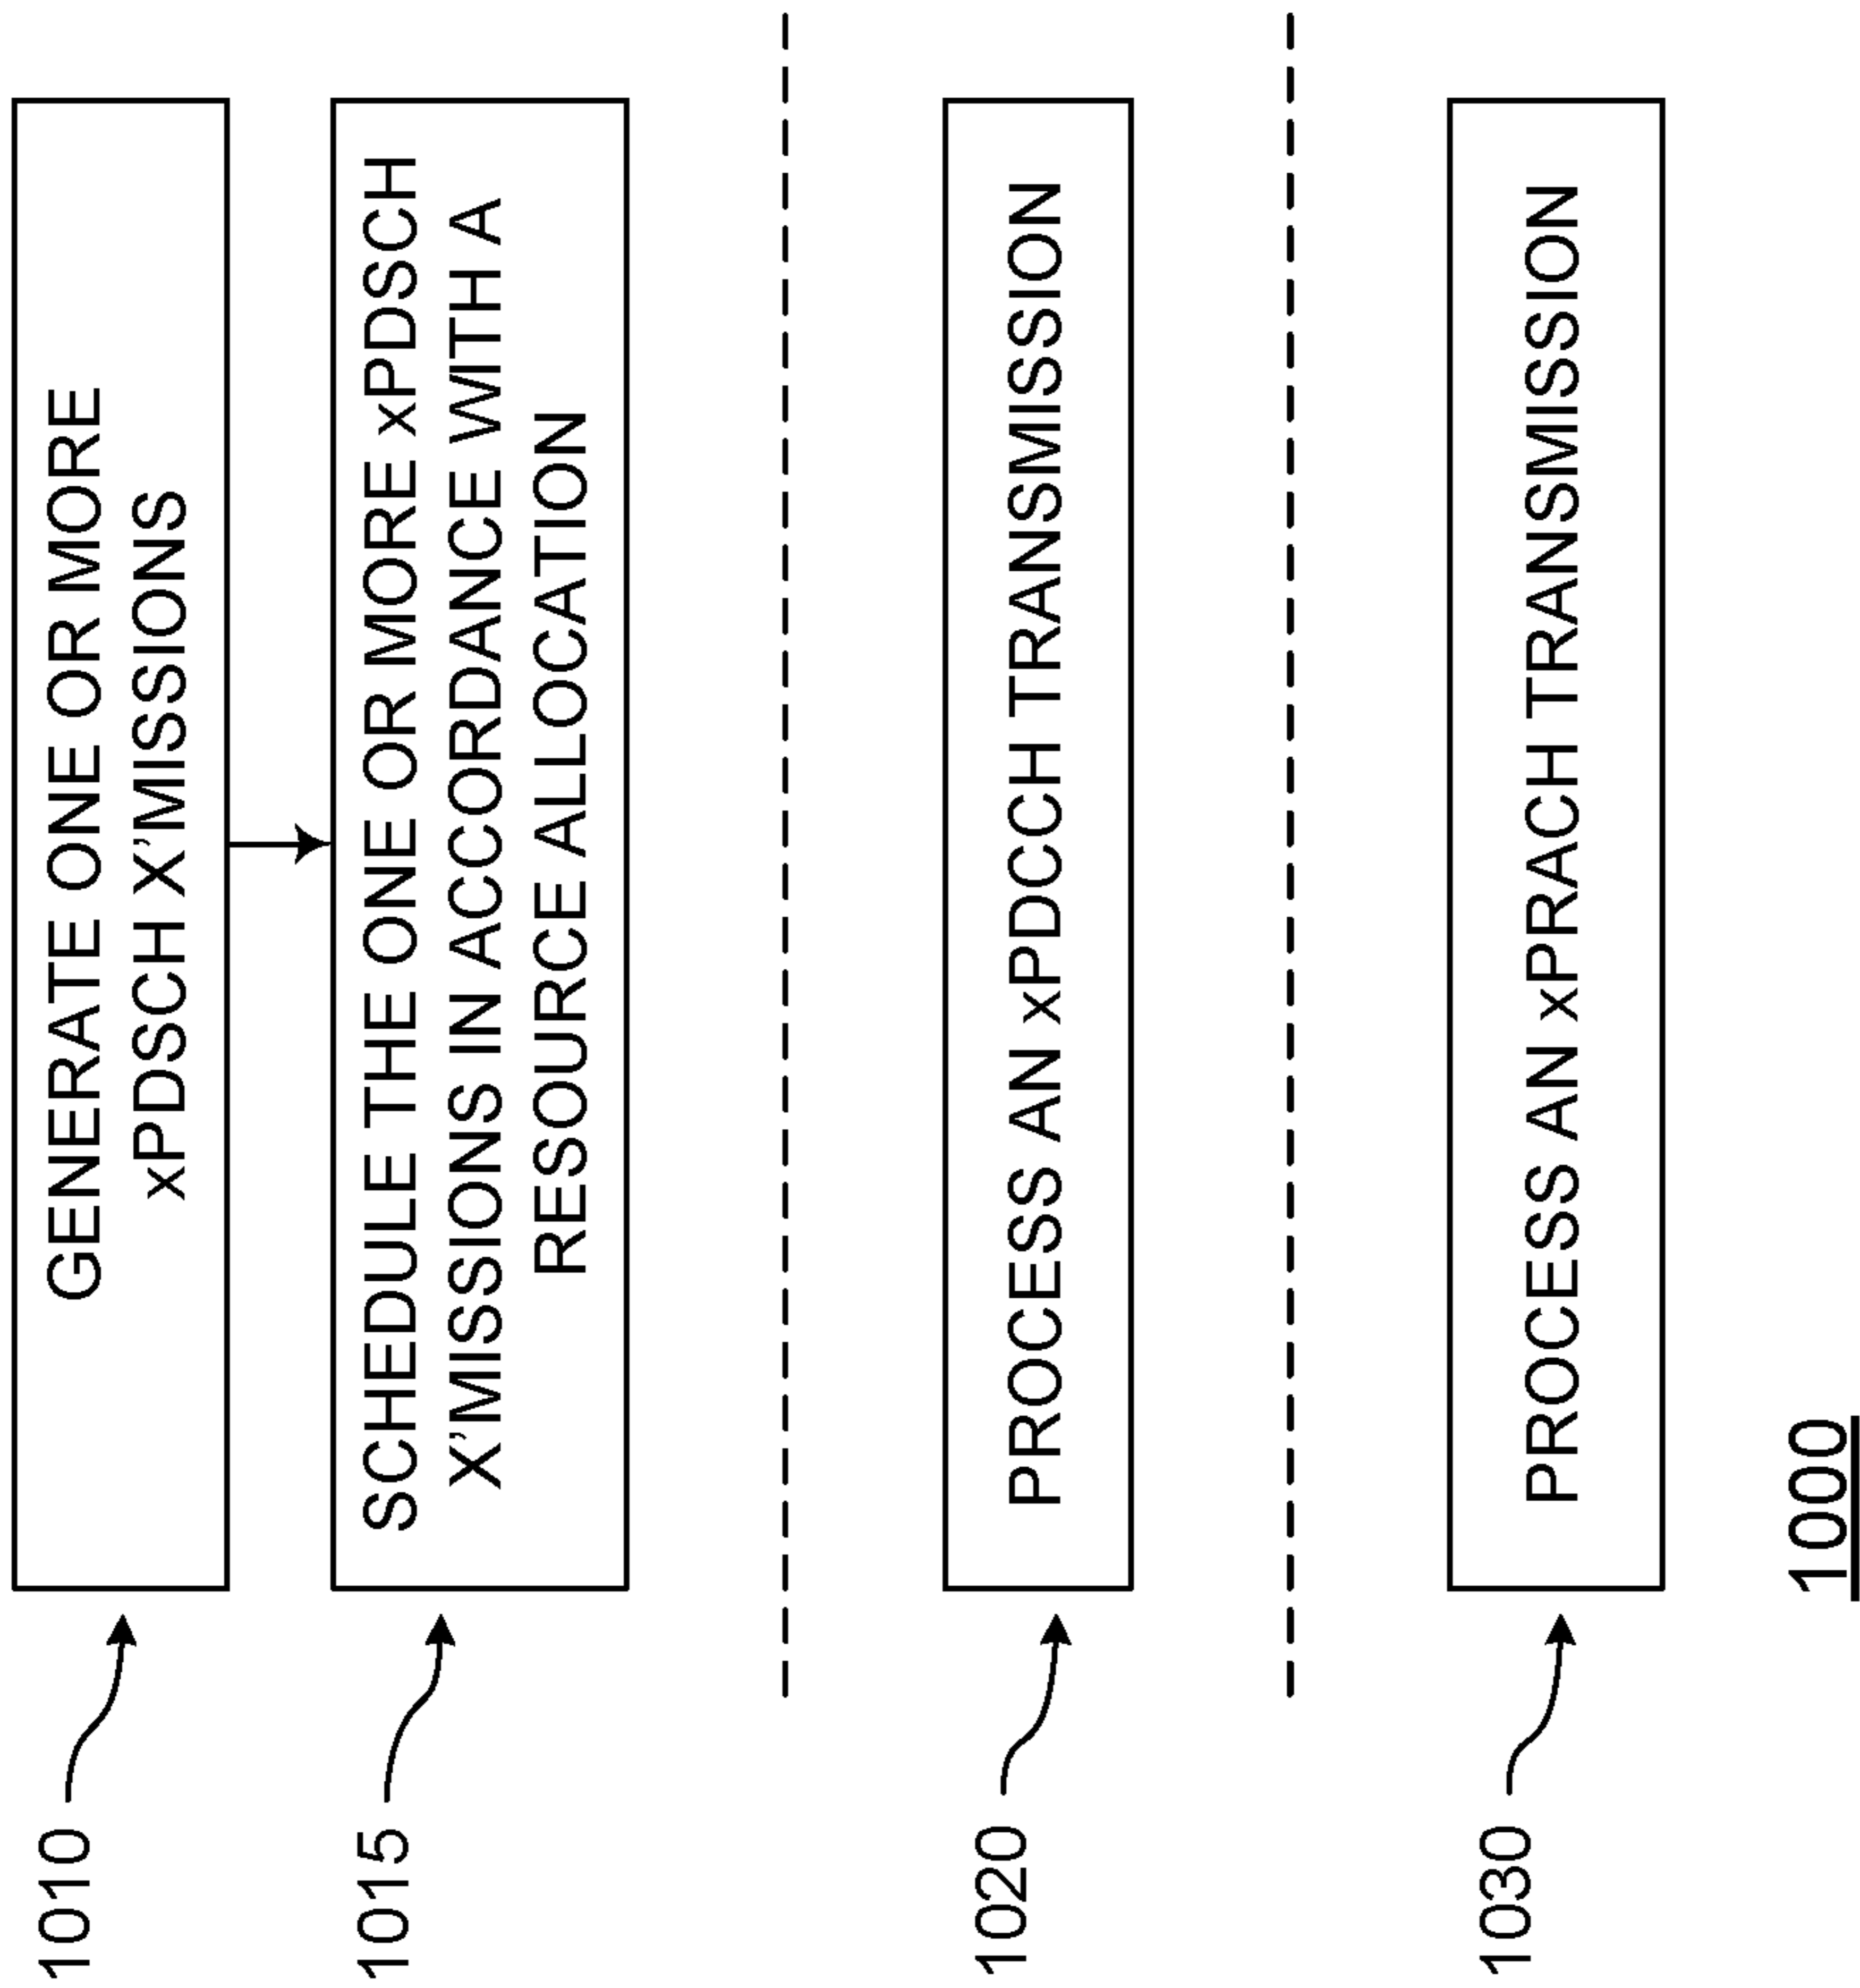 1010
GENERATE ONE OR MORE
xPDSCH X'MISSIONS
1015
SCHEDULE THE ONE OR MORE xPDSCH
X'MISSIONS IN ACCORDANCE WITH A
RESOURCE ALLOCATION
1020
PROCESS AN xPDCCH TRANSMISSION
1030
PROCESS AN xPRACH TRANSMISSION
1000